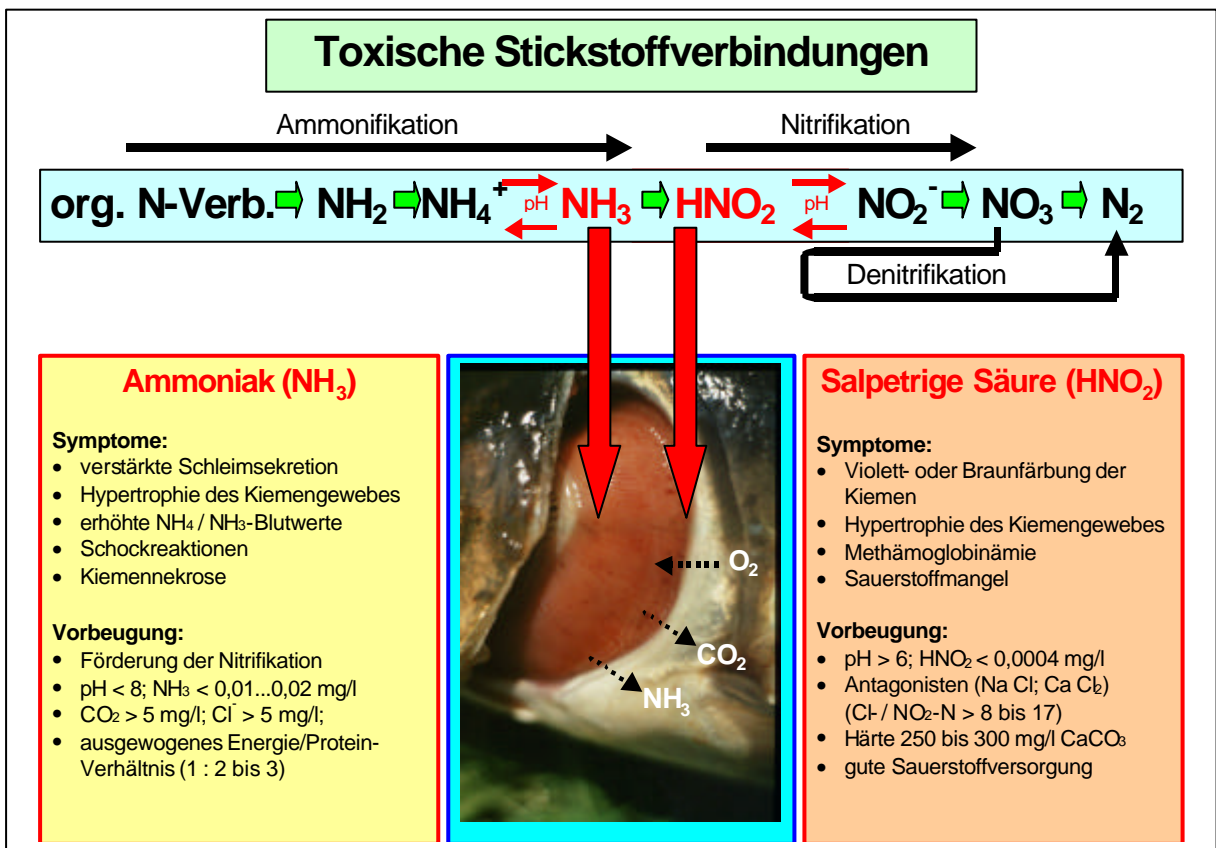 Toxische Stickstoffverbindungen
Ammonifikation Nitrifikation
org. N-Verb. NH₂ NH₄⁺ pH NH₃ HNO₂ pH NO₂⁻ NO₃ N₂
Denitrifikation
Ammoniak (NH₃)
Symptome:
• verstärkte Schleimsekretion
• Hypertrophie des Kiemengewebes
• erhöhte NH₄ / NH₃-Blutwerte
• Schockreaktionen
• Kiemennekrose
Vorbeugung:
• Förderung der Nitrifikation
• pH < 8; NH₃ < 0,01...0,02 mg/l
• CO₂ > 5 mg/l; Cl⁻ > 5 mg/l;
• ausgewogenes Energie/Protein-
Verhältnis (1 : 2 bis 3)
O₂
CO₂
NH₃
Salpetrige Säure (HNO₂)
Symptome:
• Violett- oder Braunfärbung der
Kiemen
• Hypertrophie des Kiemengewebes
• Methämoglobinämie
• Sauerstoffmangel
Vorbeugung:
• pH > 6; HNO₂ < 0,0004 mg/l
• Antagonisten (Na Cl; Ca Cl₂)
(Cl- / NO₂-N > 8 bis 17)
• Härte 250 bis 300 mg/l CaCO₃
• gute Sauerstoffversorgung